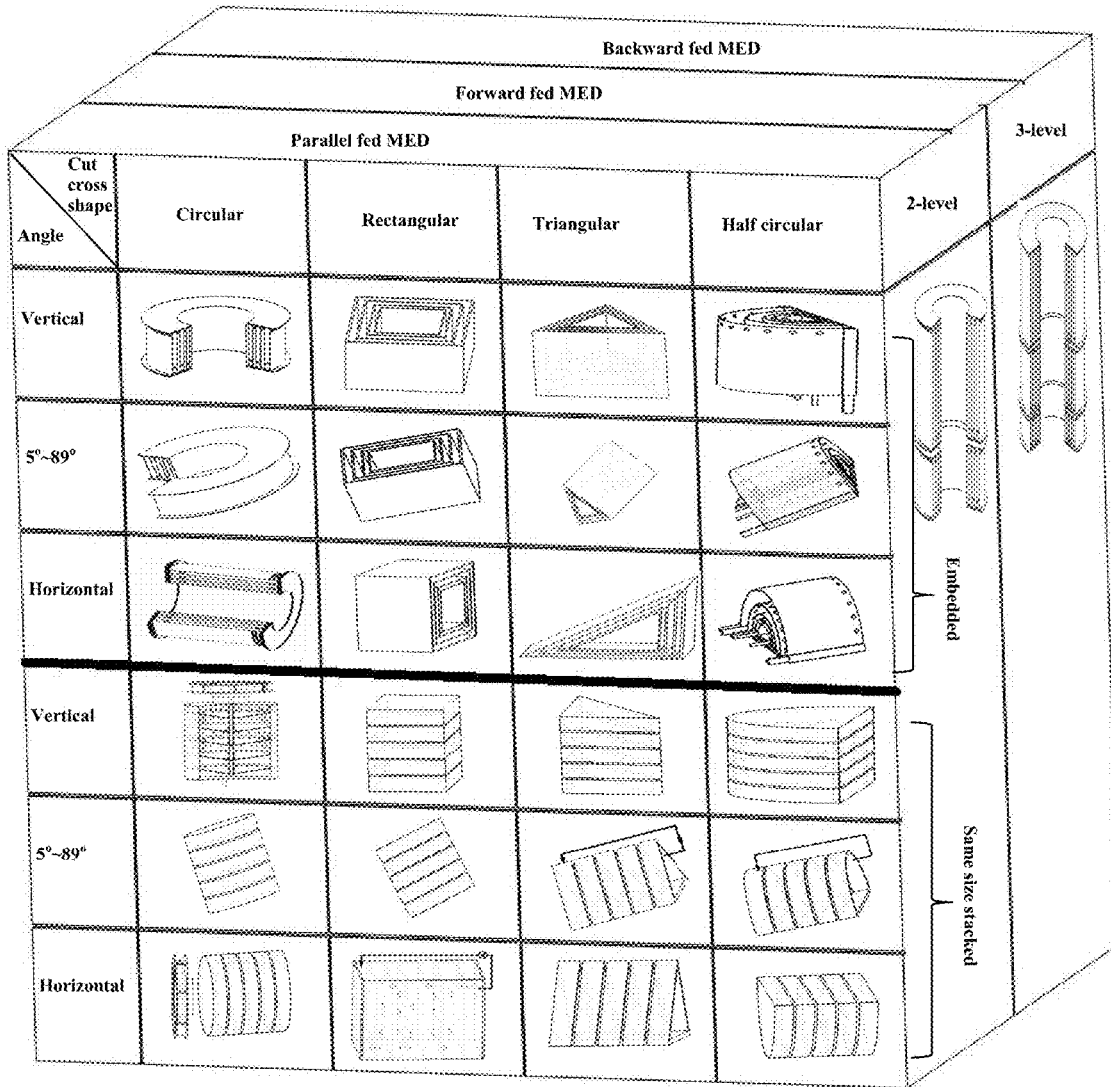 Backward fed MED
Forward fed MED
Parallel fed MED
3-level
2-level
Cut
cross
shape
Angle
Circular
Rectangular
Triangular
Half circular
Vertical
5°~89°
Horizontal
Embedded
Vertical
5°~89°
Horizontal
Same size stacked